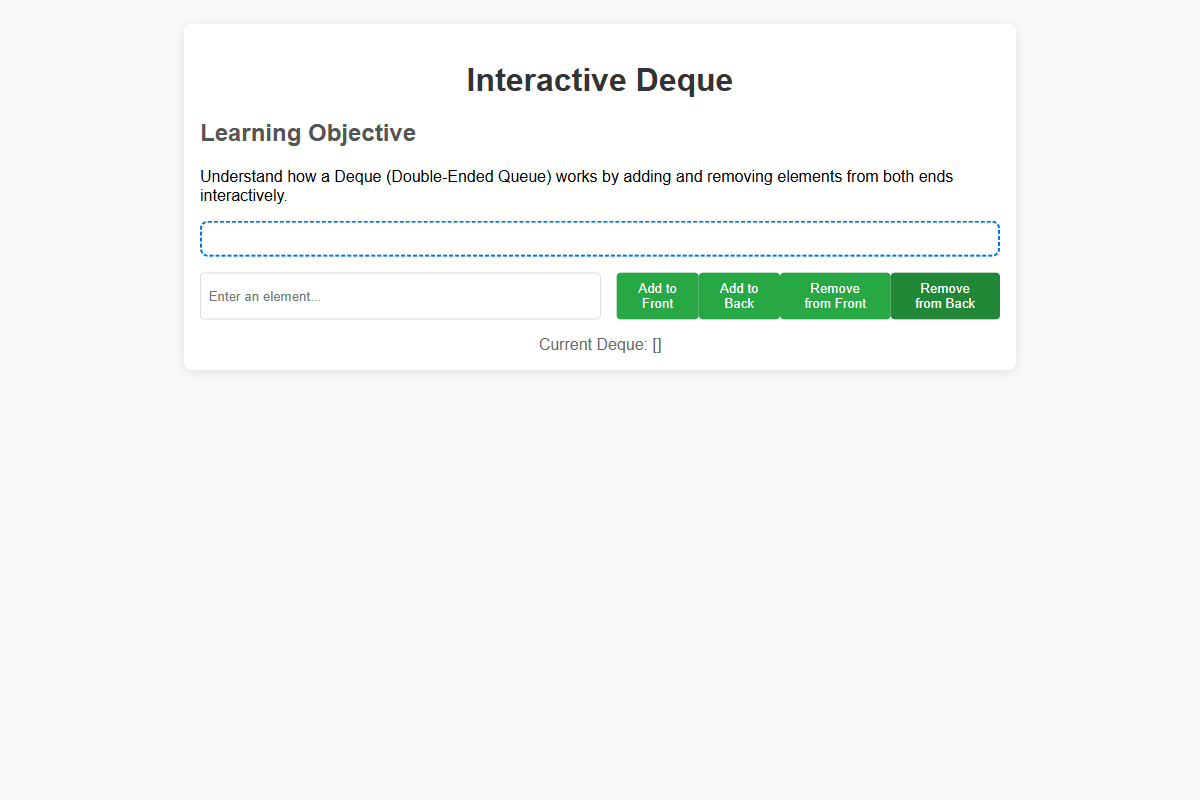 Interactive Deque
Learning Objective
Understand how a Deque (Double-Ended Queue) works by adding and removing elements from both ends
interactively.
Enter an element...
Add to
Front
Add to
Back
Remove
from Front
Remove
from Back
Current Deque: []